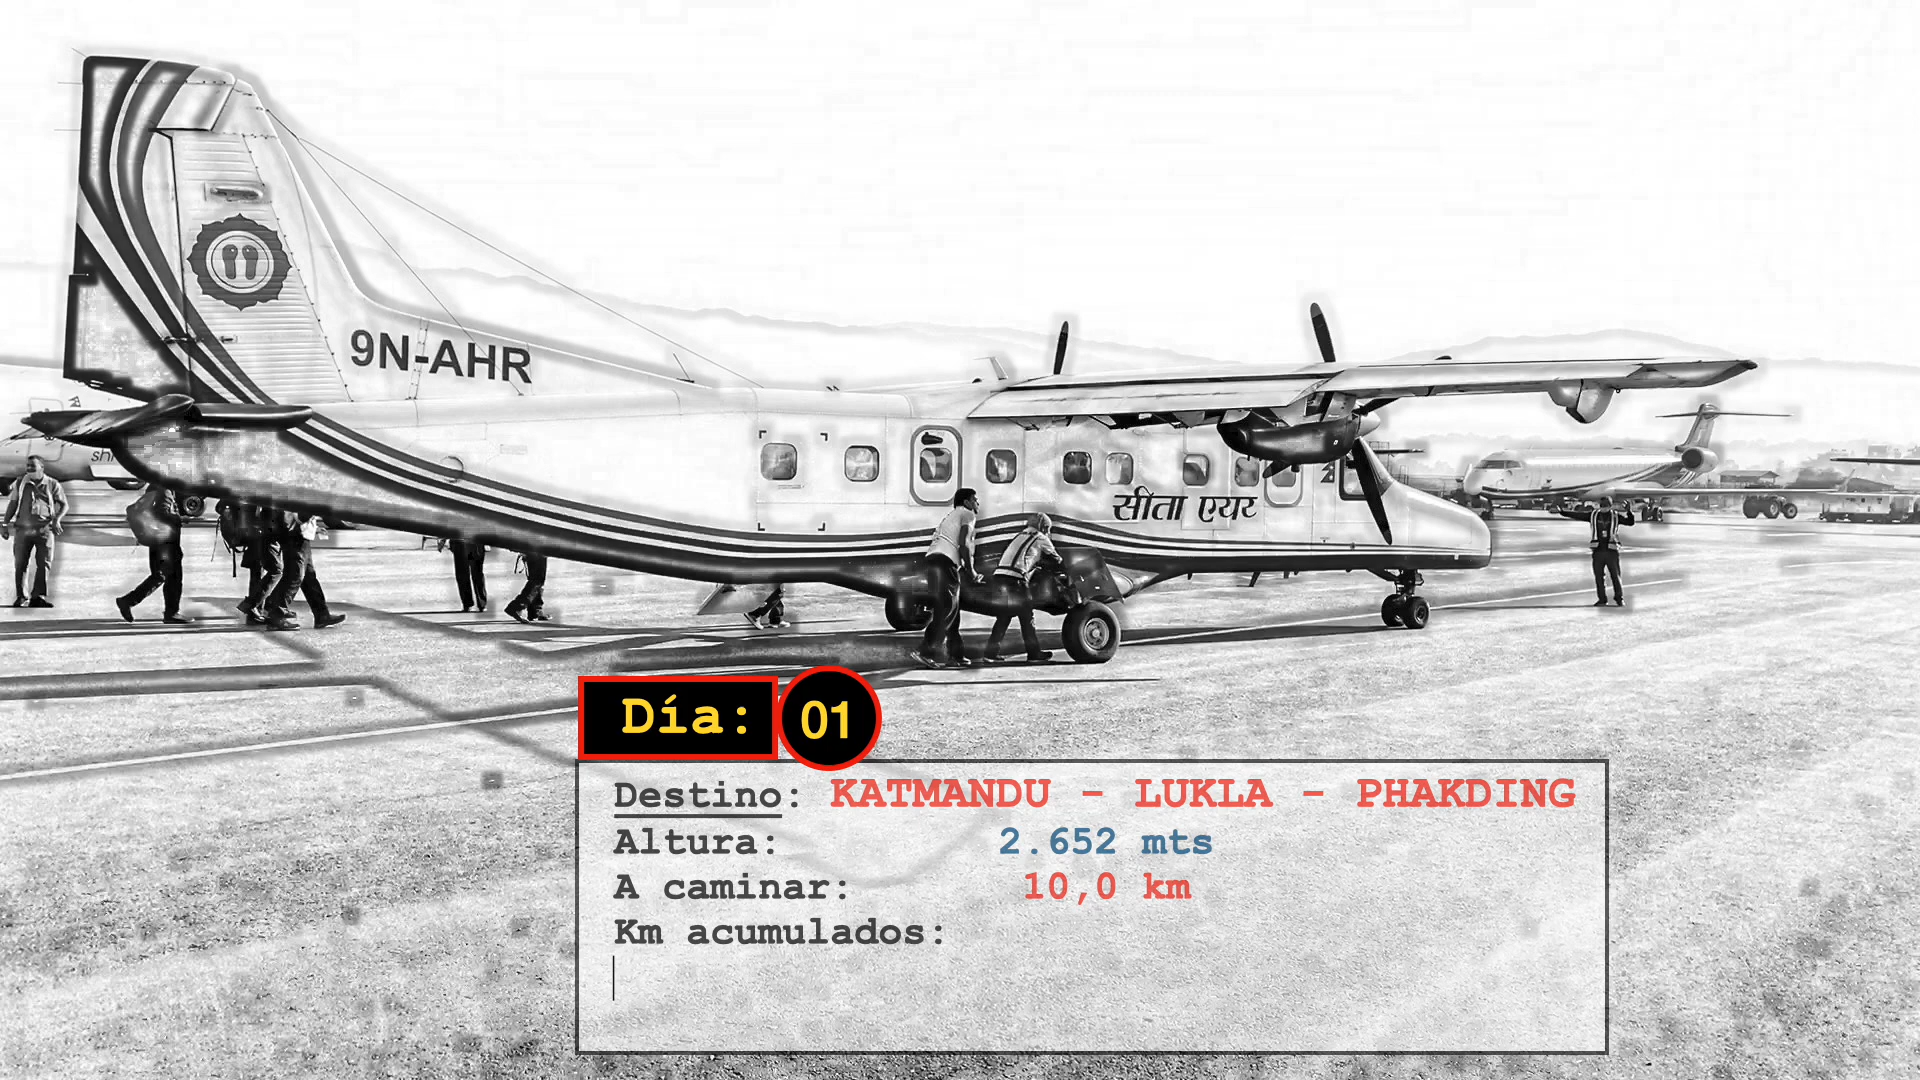 9N-AHR
सीता एयर
Día: 01
Destino: KATMANDU - LUKLA - PHAKDING
Altura: 2.652 mts
A caminar: 10,0 km
Km acumulados: